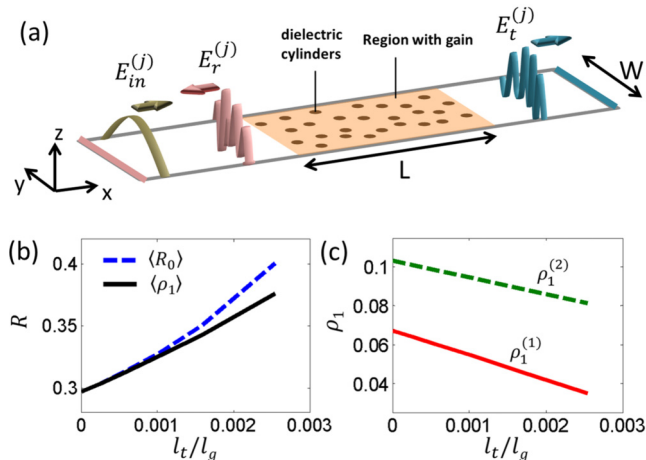 (a)
dielectric
cylinders
Region with gain
E_t^{(j)}
E_{in}^{(j)}
E_r^{(j)}
W
L
z
y
x
(b)
(c)
0.4
0.35
0.3
R
⟨R_0⟩
⟨ρ_1⟩
0 0.001 0.002 0.003
l_t/l_g
0.1
0.08
0.06
0.04
ρ_1
ρ_1^{(2)}
ρ_1^{(1)}
0 0.001 0.002 0.003
l_t/l_g